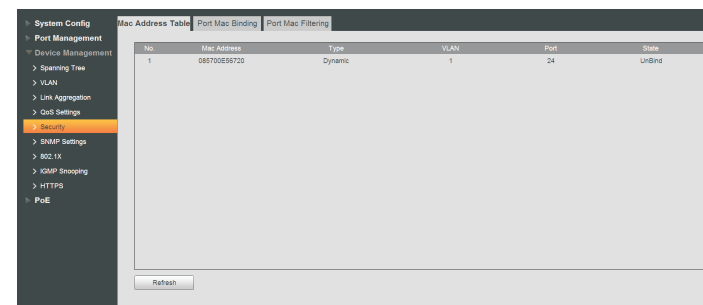 System Config
Port Management
Device Management
Spanning Tree
VLAN
Link Aggregation
QoS Settings
Security
SNMP Settings
802.1X
IGMP Snooping
HTTPS
PoE
Mac Address Table Port Mac Binding Port Mac Filtering
No. Mac Address Type VLAN Port State
1 085700E56720 Dynamic 1 24 UnBind
Refresh